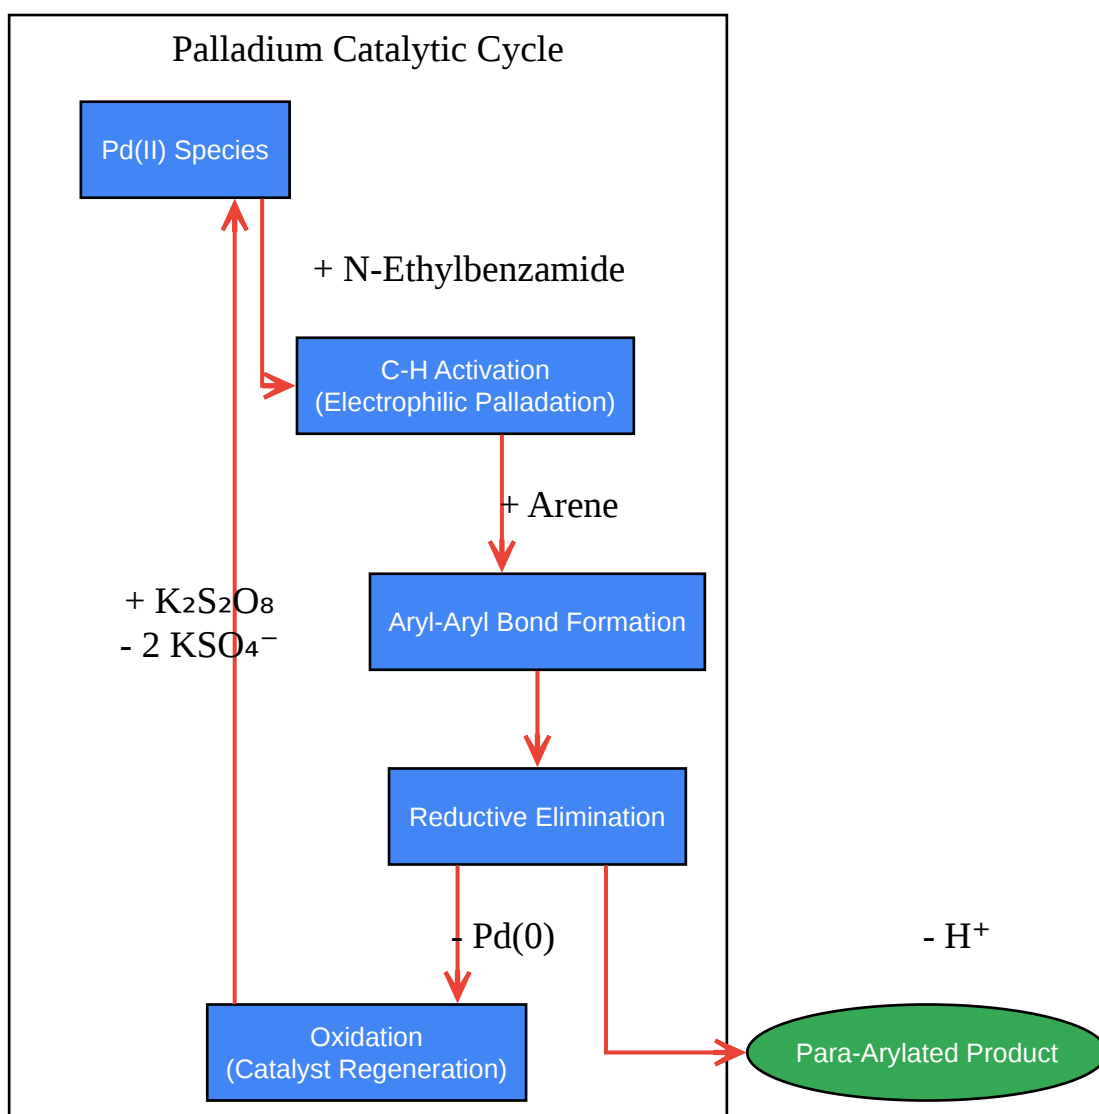 Palladium Catalytic Cycle
Pd(II) Species
+ N-Ethylbenzamide
C-H Activation
(Electrophilic Palladation)
+ Arene
Aryl-Aryl Bond Formation
+ K₂S₂O₈
- 2 KSO₄⁻
Reductive Elimination
- Pd(0)
- H⁺
Oxidation
(Catalyst Regeneration)
Para-Arylated Product